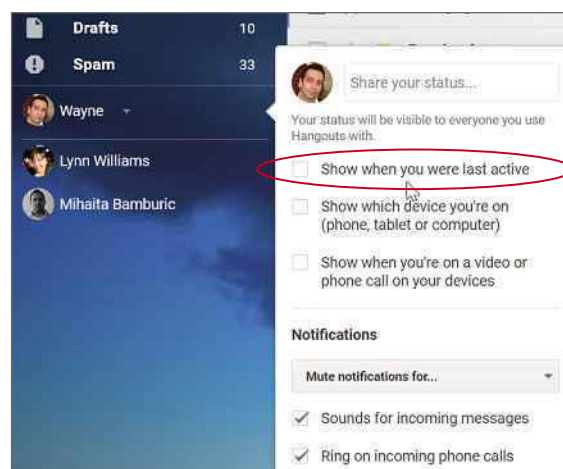 Drafts 10
Spam 33
Wayne
Lynn Williams
Mihaita Bamburic
Share your status...
Your status will be visible to everyone you use
Hangouts with.
Show when you were last active
Show which device you're on
(phone, tablet or computer)
Show when you're on a video or
phone call on your devices
Notifications
Mute notifications for...
Sounds for incoming messages
Ring on incoming phone calls